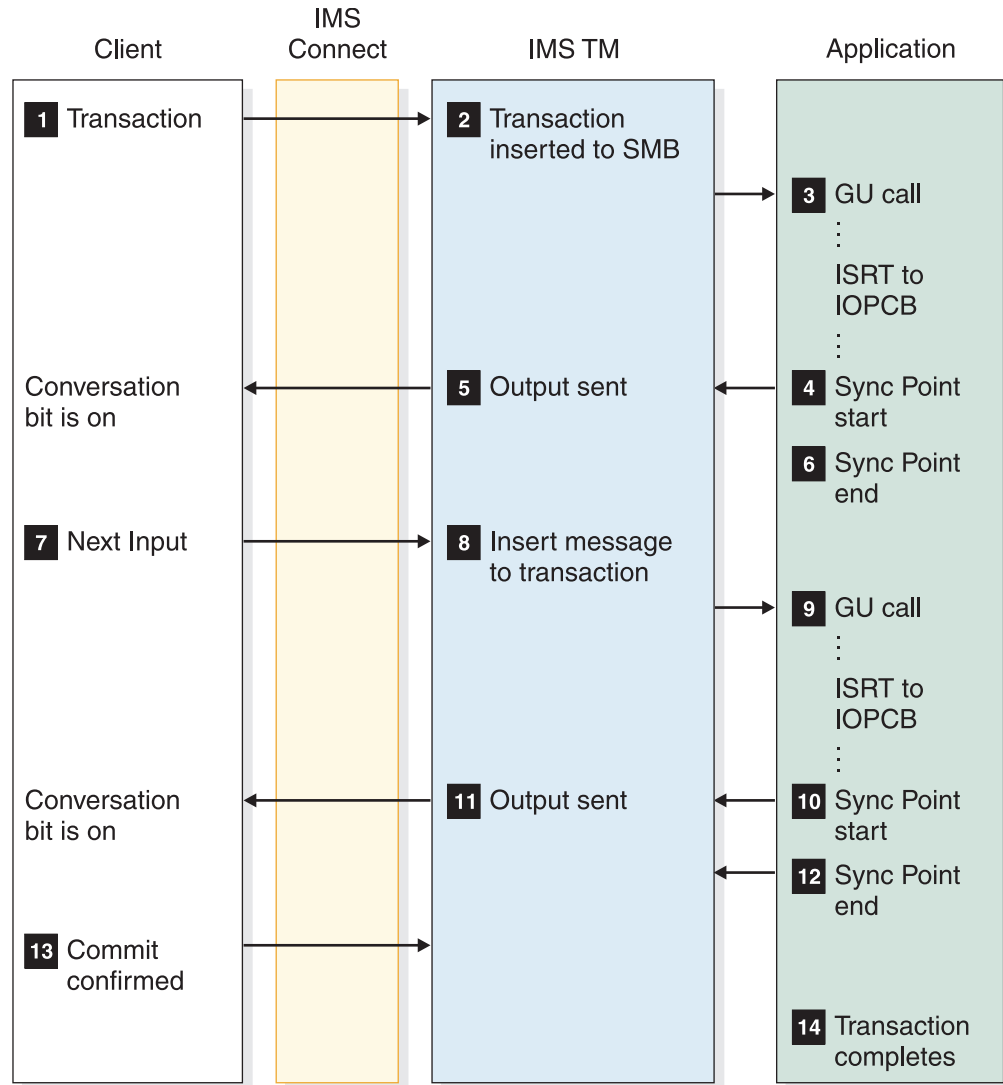 Client
IMS
Connect
IMS TM
Application
1 Transaction
2 Transaction
inserted to SMB
3 GU call
ISRT to
IOPCB
Conversation
bit is on
5 Output sent
4 Sync Point
start
6 Sync Point
end
7 Next Input
8 Insert message
to transaction
9 GU call
ISRT to
IOPCB
Conversation
bit is on
11 Output sent
10 Sync Point
start
12 Sync Point
end
13 Commit
confirmed
14 Transaction
completes